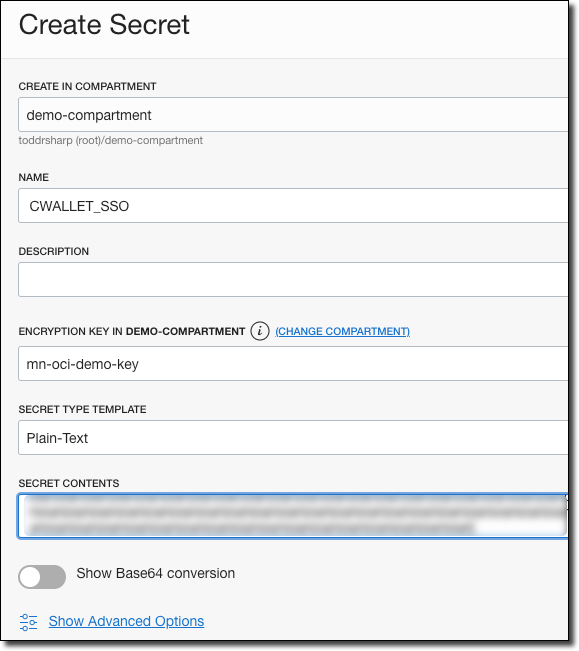 Create Secret
CREATE IN COMPARTMENT
demo-compartment
toddrsharp (root)/demo-compartment
NAME
CWALLET_SSO
DESCRIPTION
ENCRYPTION KEY IN DEMO-COMPARTMENT i (CHANGE COMPARTMENT)
mn-oci-demo-key
SECRET TYPE TEMPLATE
Plain-Text
SECRET CONTENTS
Show Base64 conversion
Show Advanced Options